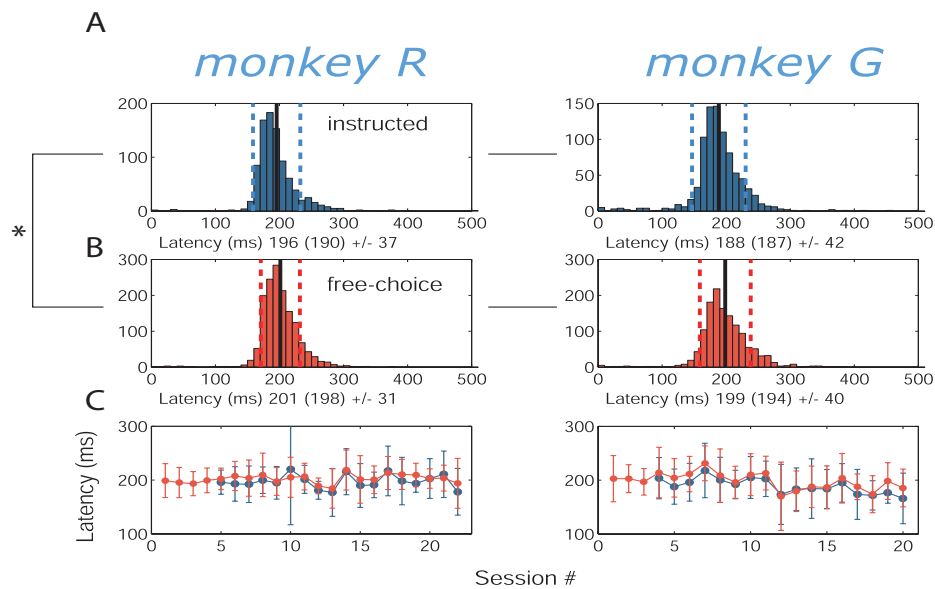 A
monkey R
monkey G
200
100
0
instructed
0 100 200 300 400 500
Latency (ms) 196 (190) +/- 37
150
100
50
0
0 100 200 300 400 500
Latency (ms) 188 (187) +/- 42
*
B
300
200
100
0
free-choice
0 100 200 300 400 500
Latency (ms) 201 (198) +/- 31
300
200
100
0
0 100 200 300 400 500
Latency (ms) 199 (194) +/- 40
C
Latency (ms)
300
200
100
0 5 10 15 20
300
200
100
0 5 10 15 20
Session #